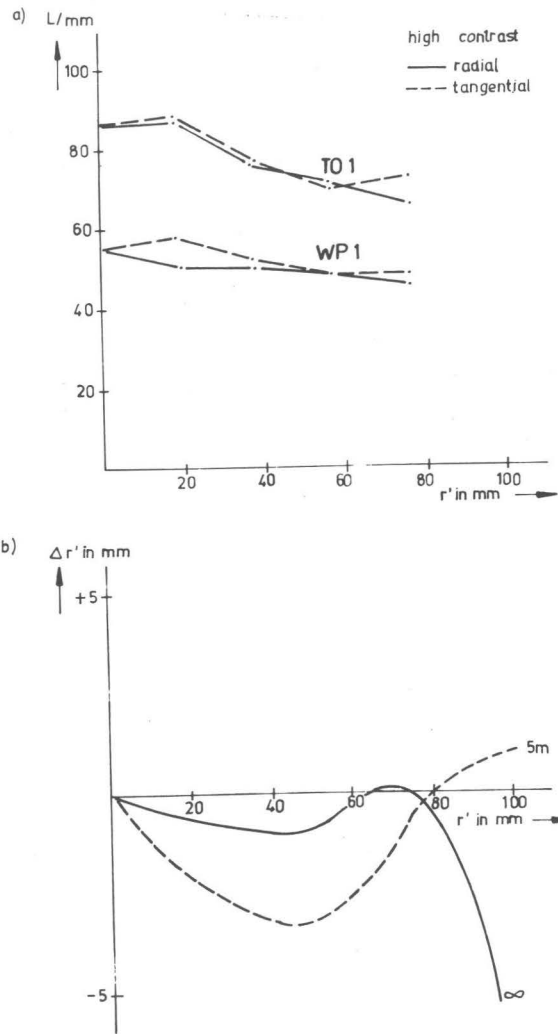 a) L/mm
high contrast
radial
tangential
100
80
60
40
20
TO 1
WP 1
20 40 60 80 100
r' in mm
b) Δ r' in mm
+5
5m
20 40 60 80 100
r' in mm
-5
∞